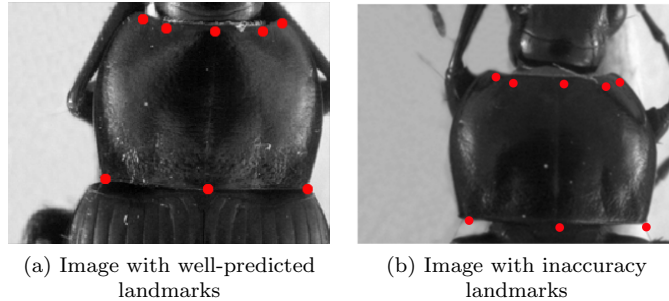 (a) Image with well-predicted
landmarks
(b) Image with inaccuracy
landmarks